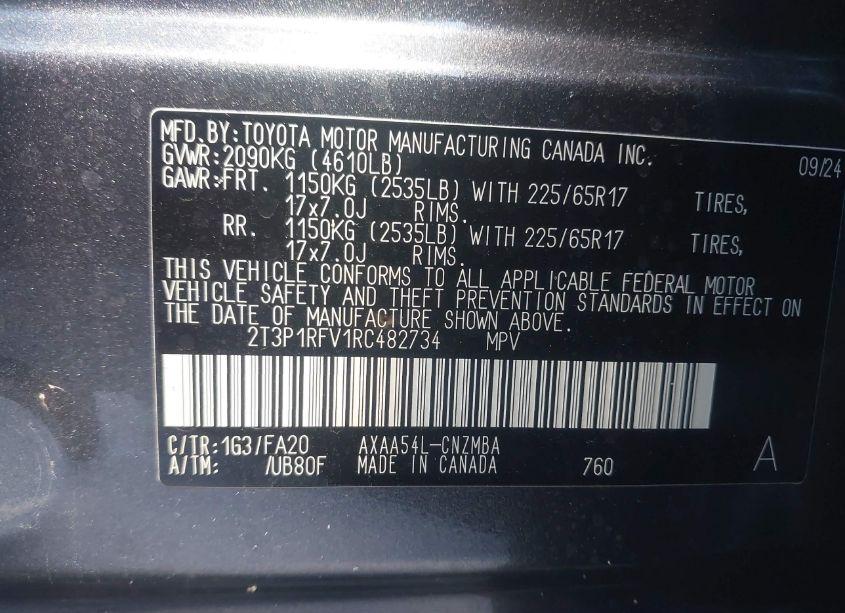 MFD. BY: TOYOTA MOTOR MANUFACTURING CANADA INC. 09/24
GVWR: 2090KG (4610LB)
GAWR: FRT. 1150KG (2535LB) WITH 225/65R17 TIRES,
17x7.0J RIMS.
RR. 1150KG (2535LB) WITH 225/65R17 TIRES,
17x7.0J RIMS.
THIS VEHICLE CONFORMS TO ALL APPLICABLE FEDERAL MOTOR
VEHICLE SAFETY AND THEFT PREVENTION STANDARDS IN EFFECT ON
THE DATE OF MANUFACTURE SHOWN ABOVE.
2T3P1RFV1RC482734 MPV
C/TR: 1G3/FA20 AXAA54L-CNZMBA
A/TM: /UB80F MADE IN CANADA 760 A